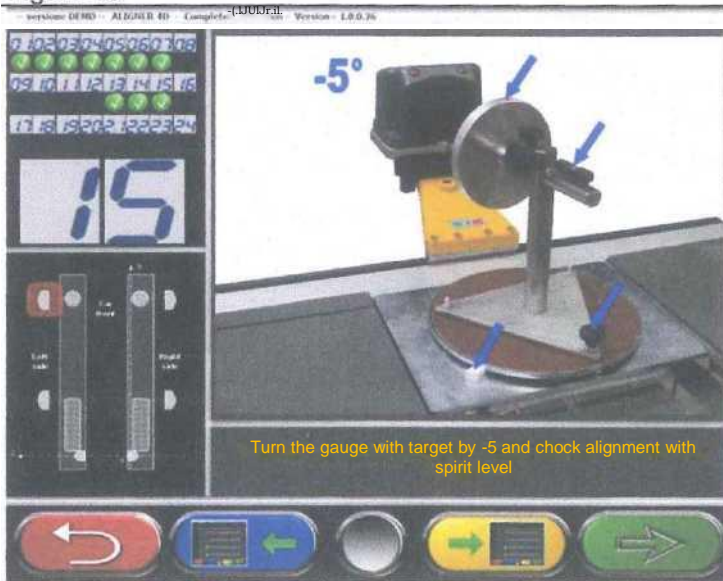 versione DEMO -- ALIGNER 4D -- Complete Version - 1.0.0.36
01 02 03 04 05 06 07 08
09 10 11 12 13 14 15 16
17 18 19 20 21 22 23 24
-5°
15
Front
Left
side
Right
side
Turn the gauge with target by -5 and chock alignment with
spirit level